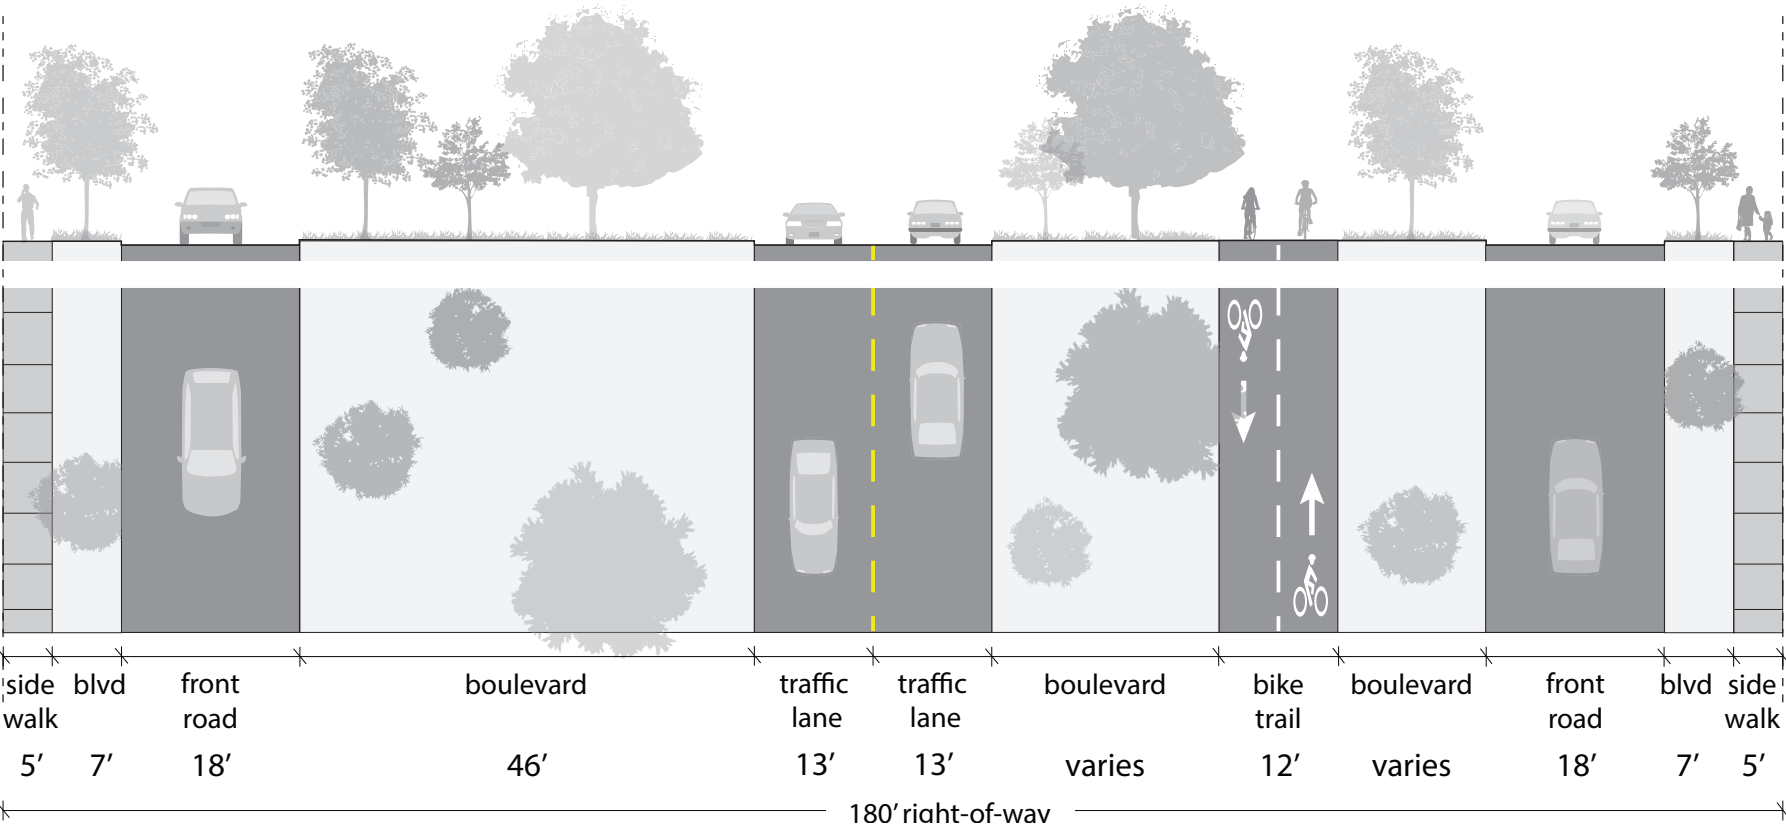 side blvd front boulevard traffic traffic boulevard bike boulevard front blvd side
walk road lane lane trail road walk
5’ 7’ 18’ 46’ 13’ 13’ varies 12’ varies 18’ 7’ 5’
180’ right-of-way